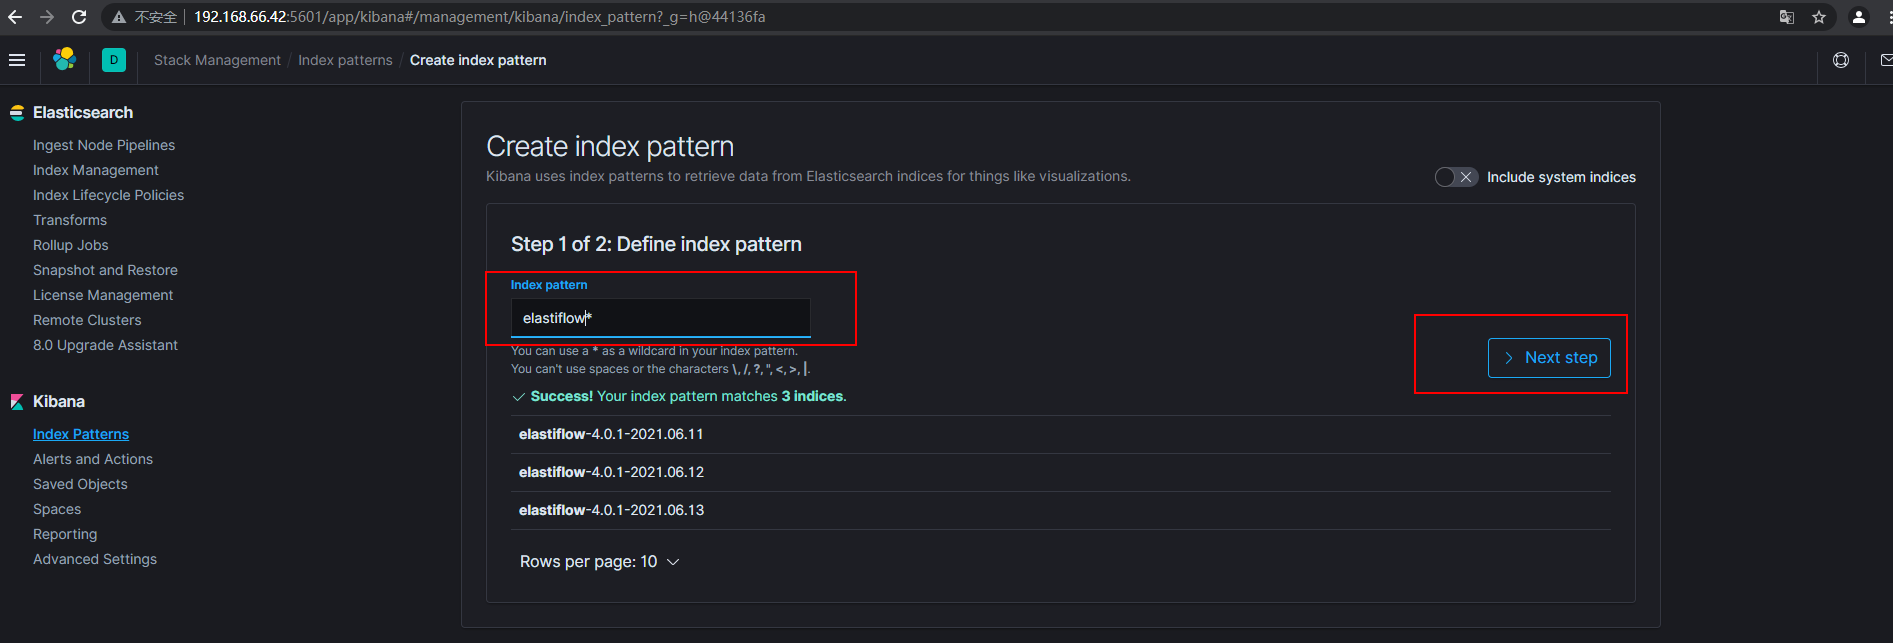 不安全 192.168.66.42:5601/app/kibana#/management/kibana/index_pattern?_g=h@44136fa
D Stack Management / Index patterns / Create index pattern
Elasticsearch
Ingest Node Pipelines
Index Management
Index Lifecycle Policies
Transforms
Rollup Jobs
Snapshot and Restore
License Management
Remote Clusters
8.0 Upgrade Assistant
Kibana
Index Patterns
Alerts and Actions
Saved Objects
Spaces
Reporting
Advanced Settings
Create index pattern
Kibana uses index patterns to retrieve data from Elasticsearch indices for things like visualizations.
Include system indices
Step 1 of 2: Define index pattern
Index pattern
elastiflow*
You can use a * as a wildcard in your index pattern.
You can't use spaces or the characters \, /, ?, ", <, >, |.
Next step
Success! Your index pattern matches 3 indices.
elastiflow-4.0.1-2021.06.11
elastiflow-4.0.1-2021.06.12
elastiflow-4.0.1-2021.06.13
Rows per page: 10